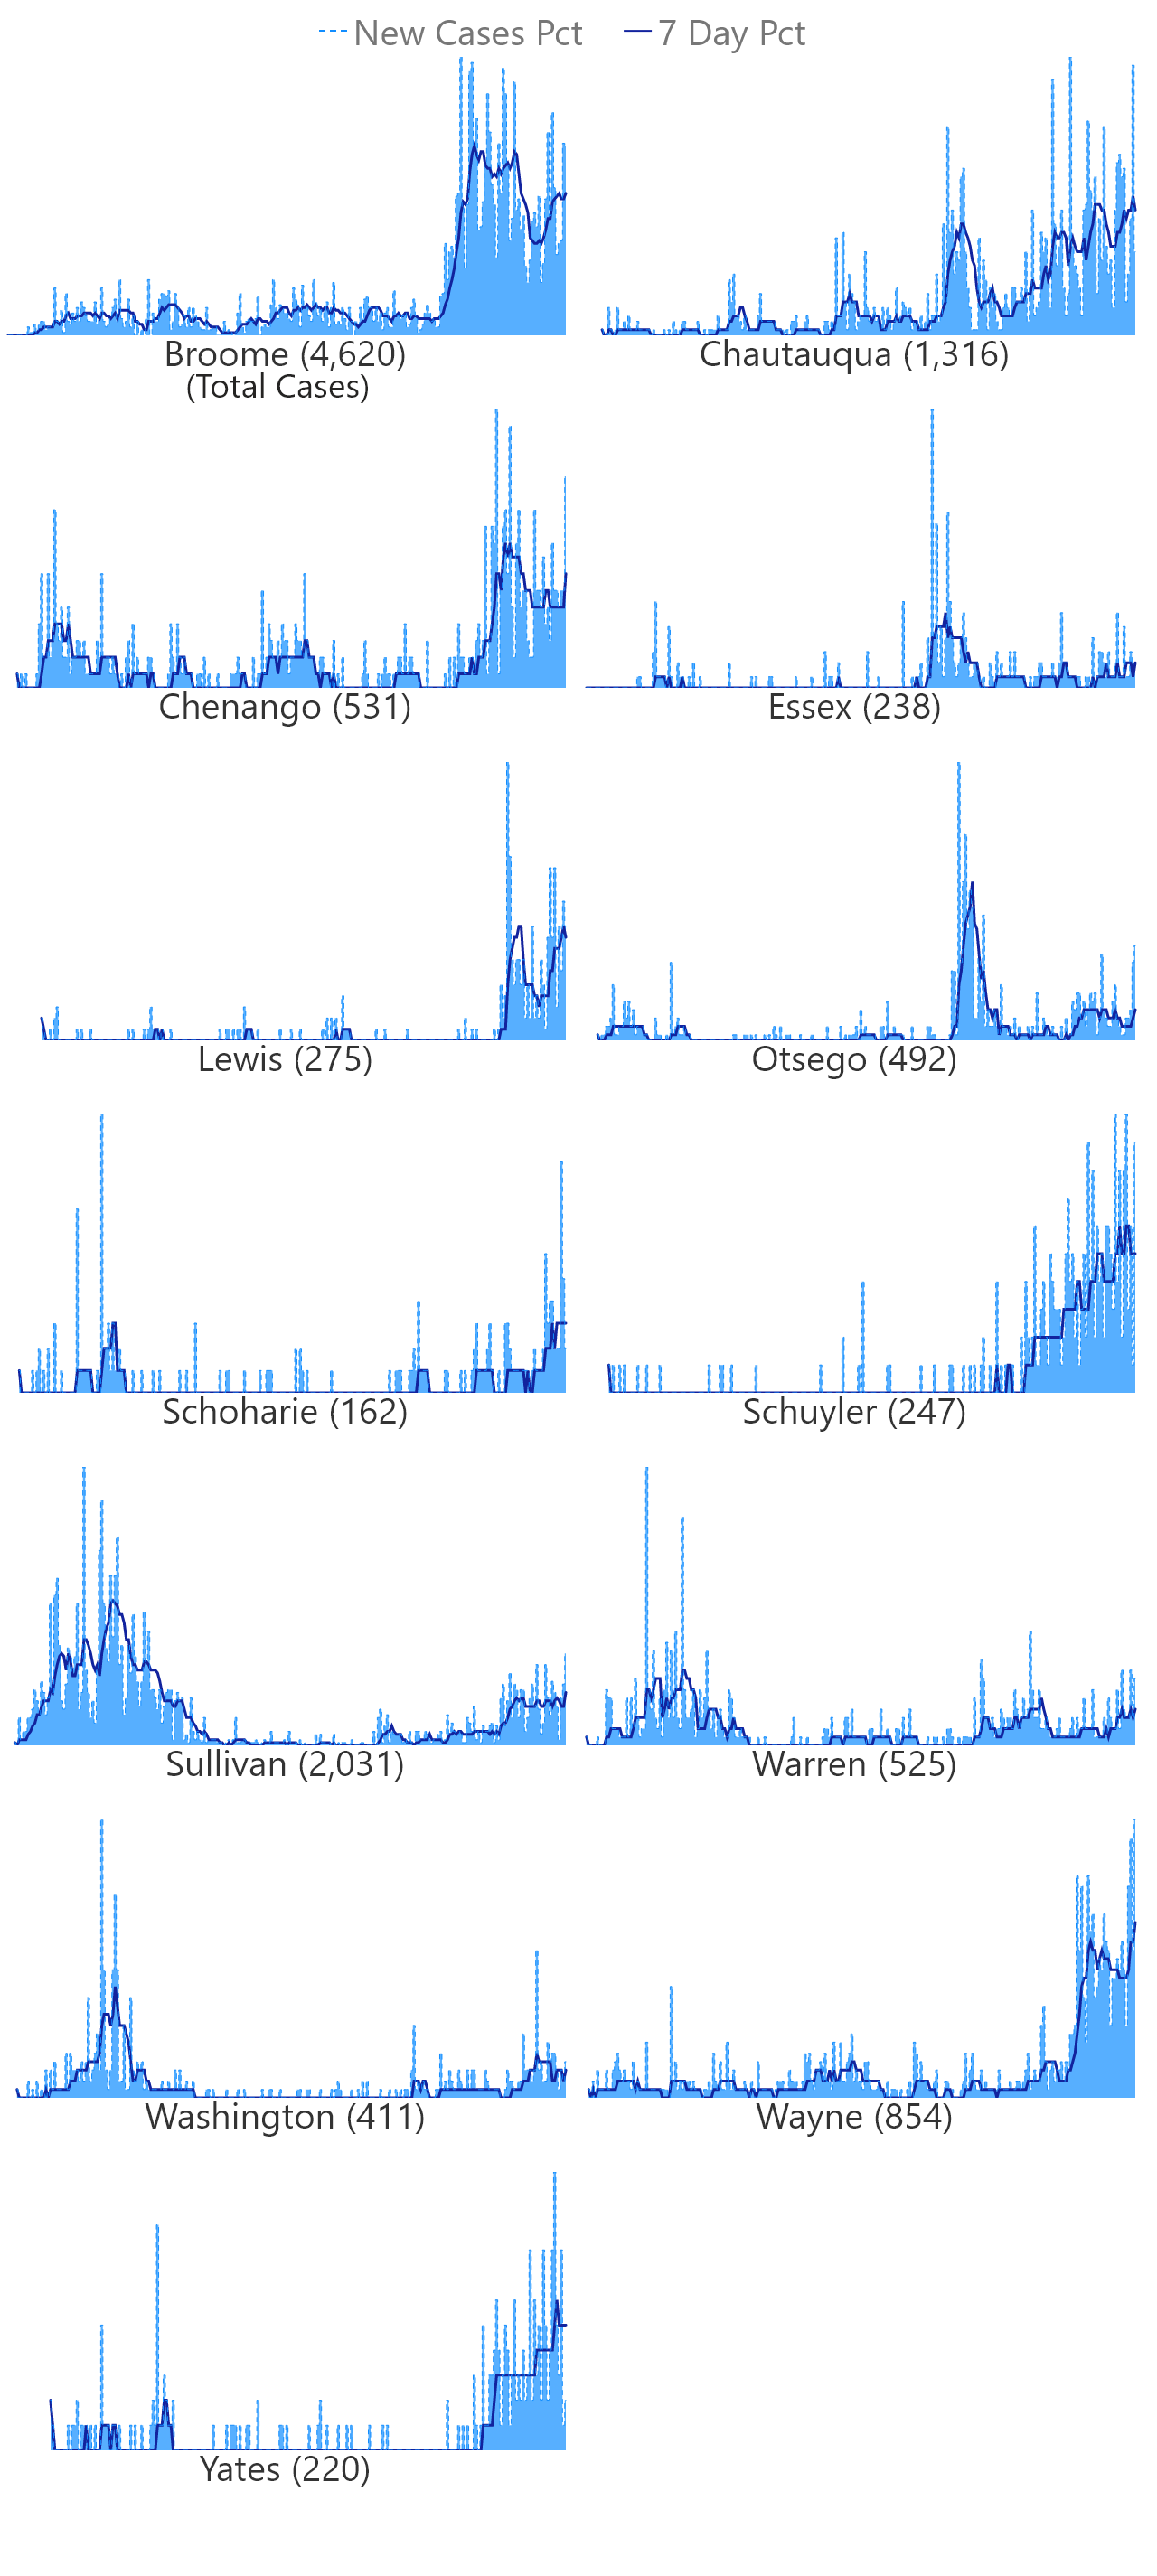 New Cases Pct 7 Day Pct
Broome (4,620) Chautauqua (1,316)
(Total Cases)
Chenango (531) Essex (238)
Lewis (275) Otsego (492)
Schoharie (162) Schuyler (247)
Sullivan (2,031) Warren (525)
Washington (411) Wayne (854)
Yates (220)